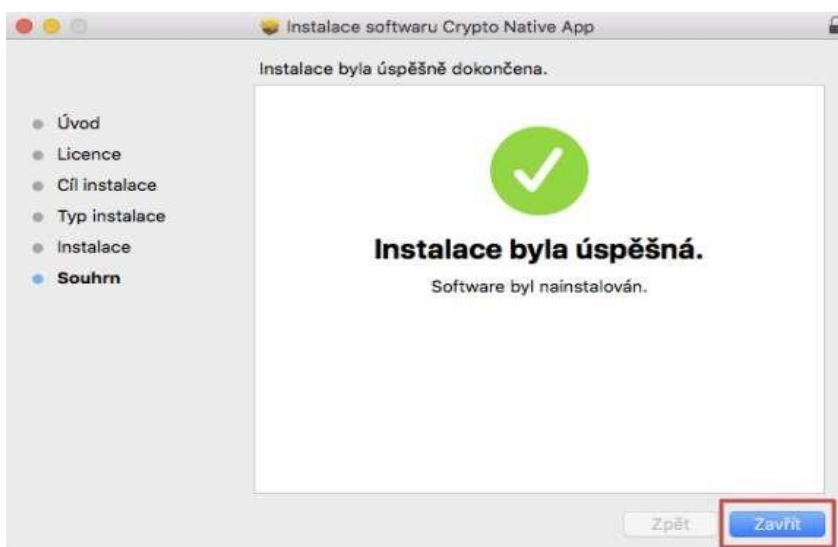 Instalace softwaru Crypto Native App
Instalace byla úspěšně dokončena.
Úvod
Licence
Cíl instalace
Typ instalace
Instalace
Souhrn
Instalace byla úspěšná.
Software byl nainstalován.
Zpět
Zavřít